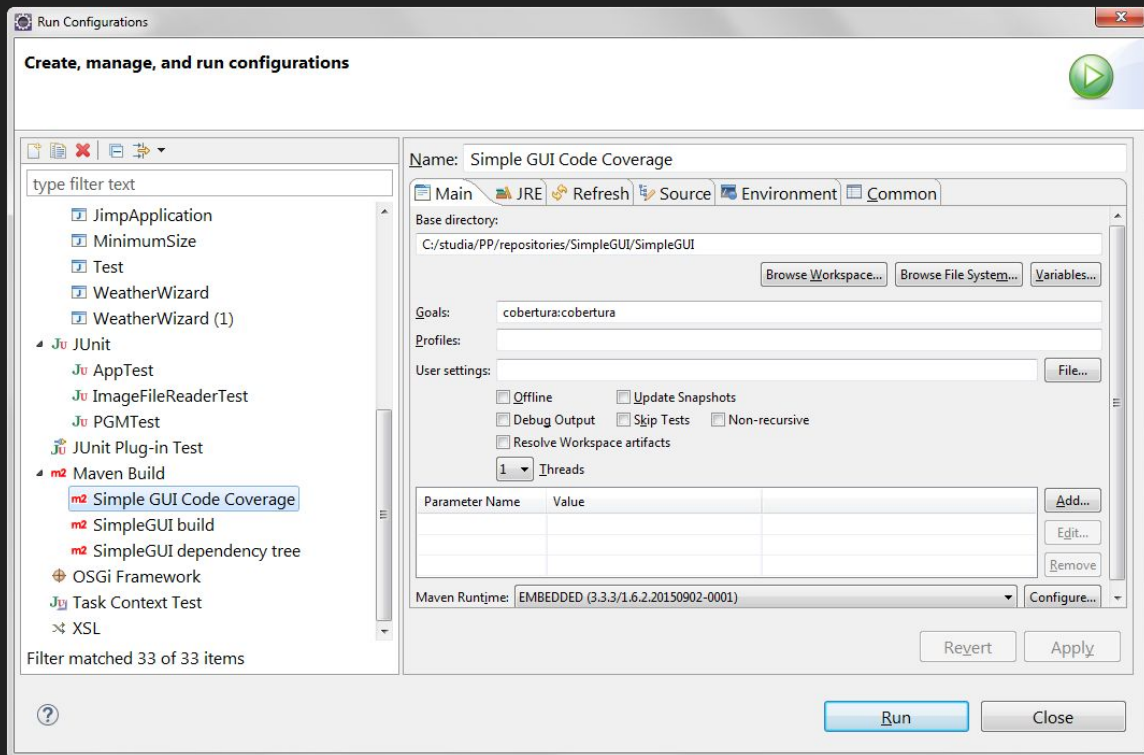 Run Configurations
Create, manage, and run configurations
type filter text
JimpApplication
MinimumSize
Test
WeatherWizard
WeatherWizard (1)
JUnit
AppTest
ImageFileReaderTest
PGMTest
JUnit Plug-in Test
Maven Build
Simple GUI Code Coverage
SimpleGUI build
SimpleGUI dependency tree
OSGi Framework
Task Context Test
XSL
Filter matched 33 of 33 items
Name: Simple GUI Code Coverage
Main JRE Refresh Source Environment Common
Base directory:
C:/studia/PP/repositories/SimpleGUI/SimpleGUI
Browse Workspace... Browse File System... Variables...
Goals: cobertura:cobertura
Profiles:
User settings: File...
Offline Update Snapshots
Debug Output Skip Tests Non-recursive
Resolve Workspace artifacts
1 Threads
Parameter Name Value Add...
Edit...
Remove
Maven Runtime: EMBEDDED (3.3.3/1.6.2.20150902-0001) Configure...
Revert Apply
Run Close